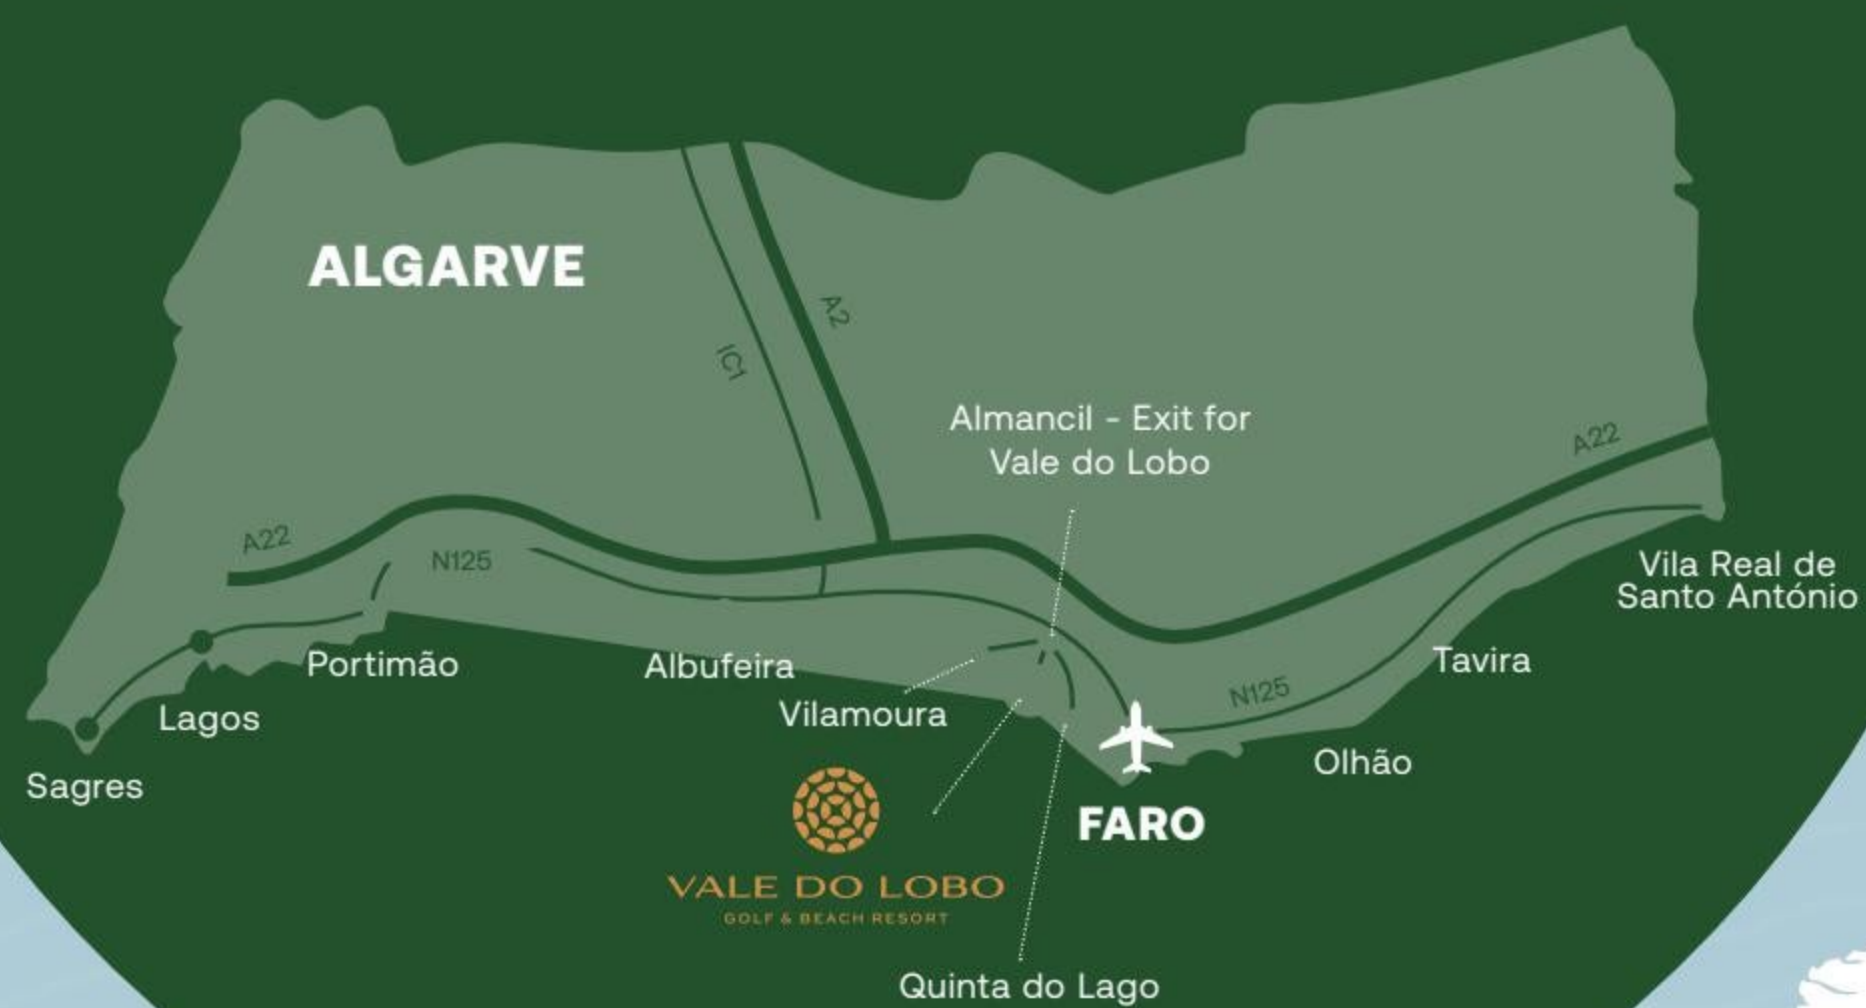 ALGARVE
A2
IC1
Almancil - Exit for
Vale do Lobo
A22
A22
N125
Vila Real de
Santo António
Portimão
Albufeira
Tavira
N125
Lagos
Vilamoura
Olhão
Sagres
FARO
VALE DO LOBO
GOLF & BEACH RESORT
Quinta do Lago